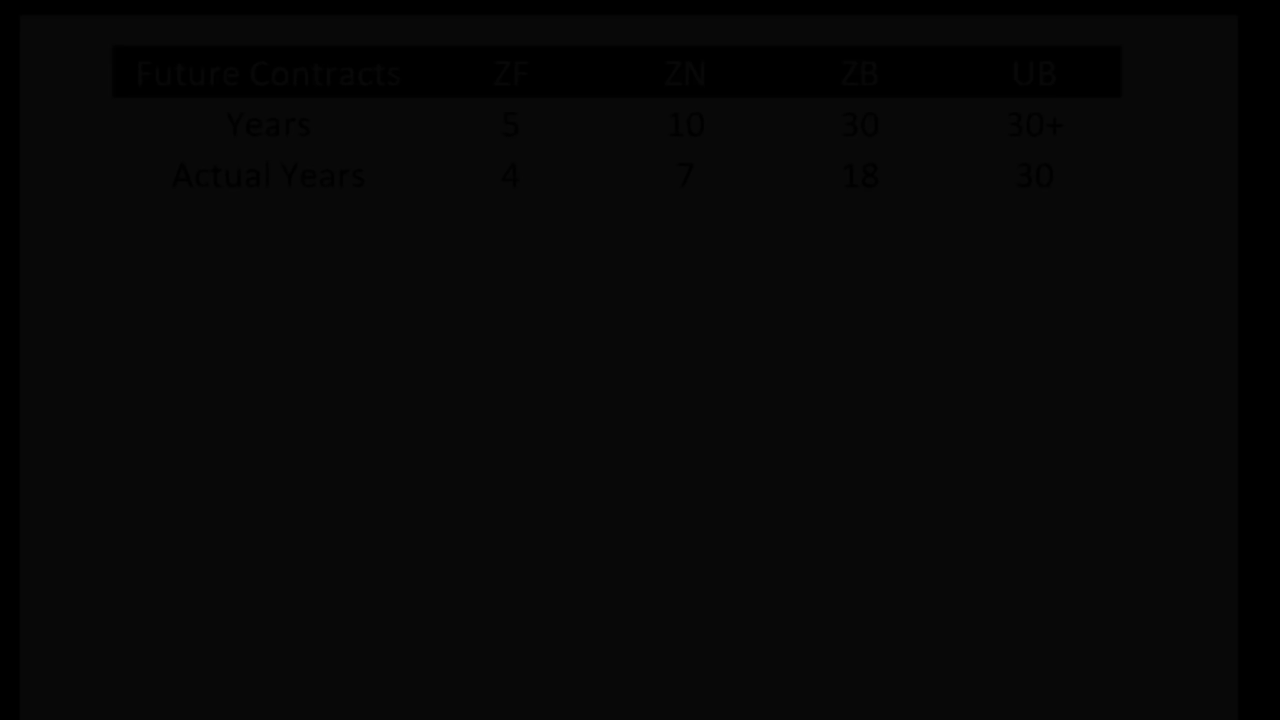 Future Contracts ZF ZN ZB UB
Years 5 10 30 30+
Actual Years 4 7 18 30